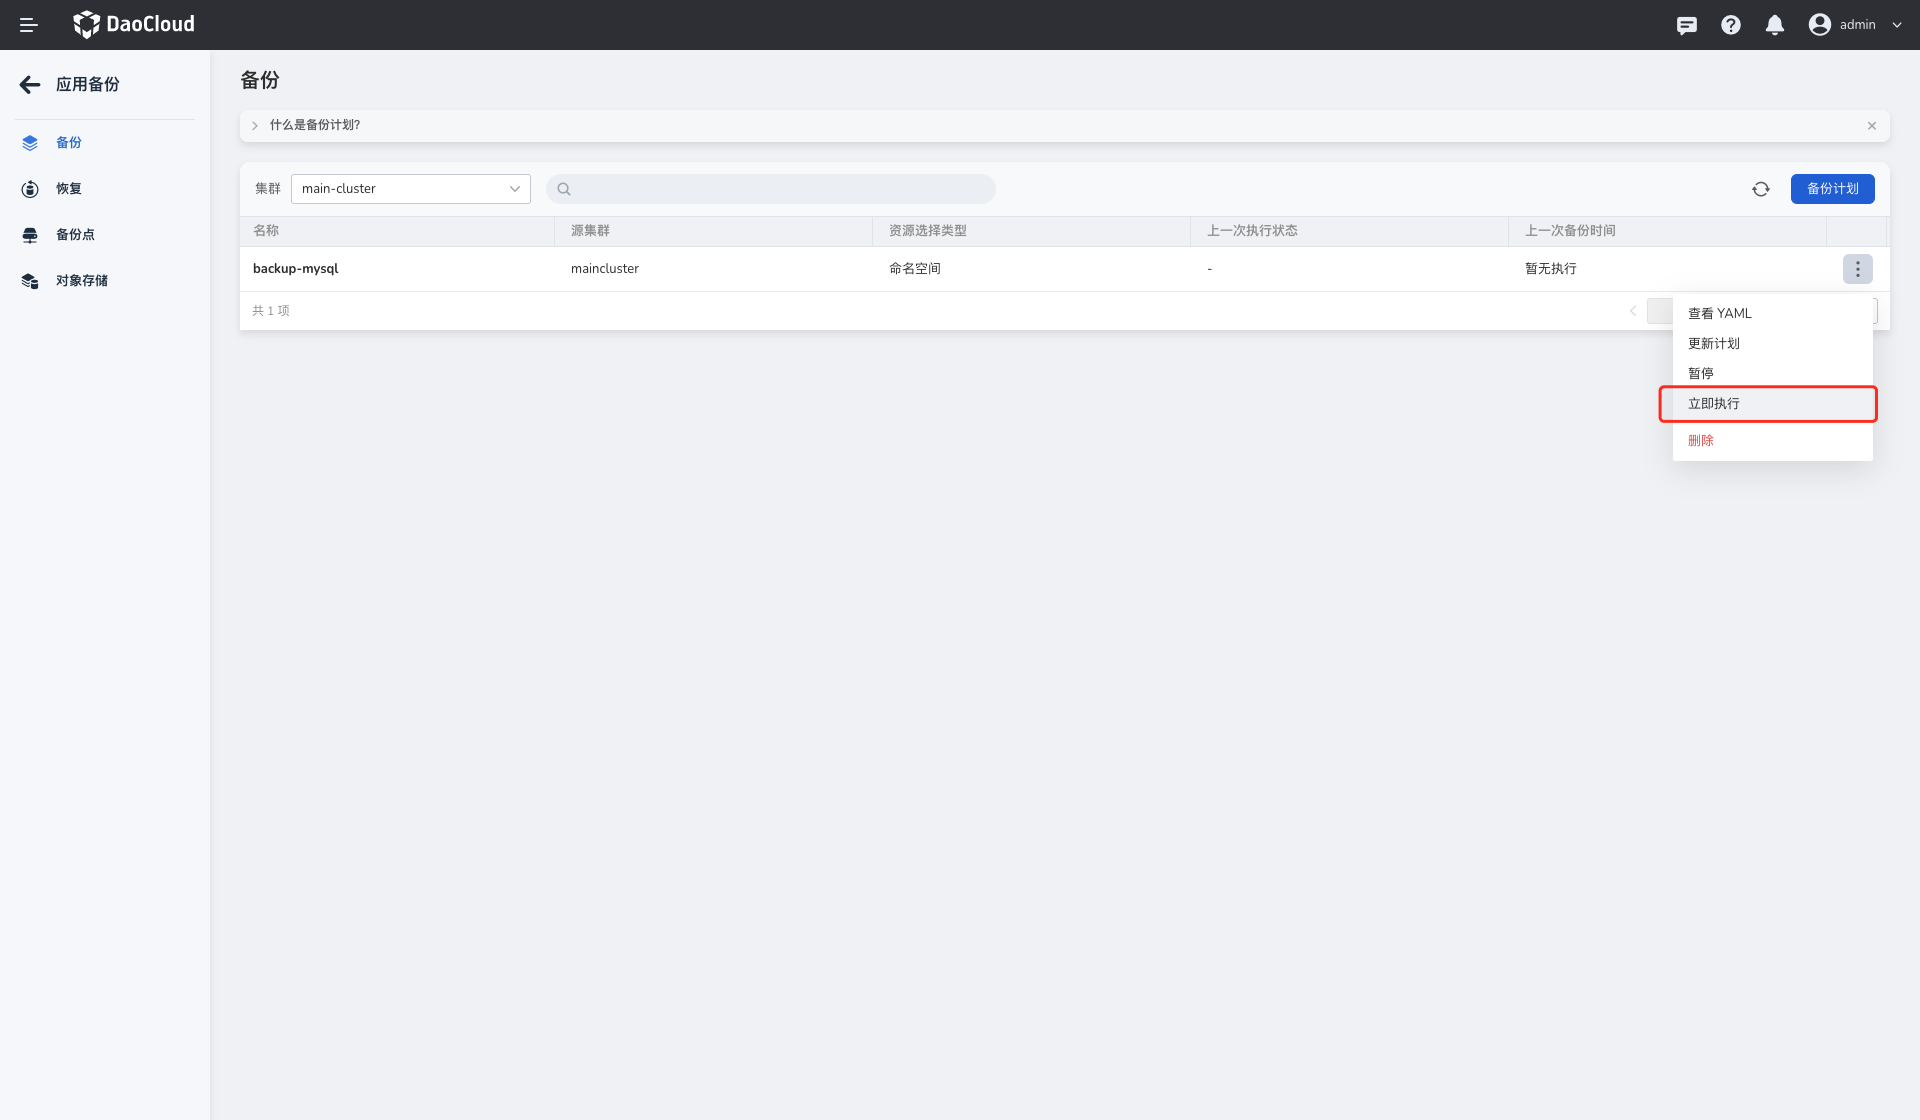 DaoCloud
admin
应用备份
备份
恢复
备份点
对象存储
备份
什么是备份计划?
集群 main-cluster 备份计划
名称 源集群 资源选择类型 上一次执行状态 上一次备份时间
backup-mysql maincluster 命名空间 - 暂无执行
共 1 项
查看 YAML
更新计划
暂停
立即执行
删除